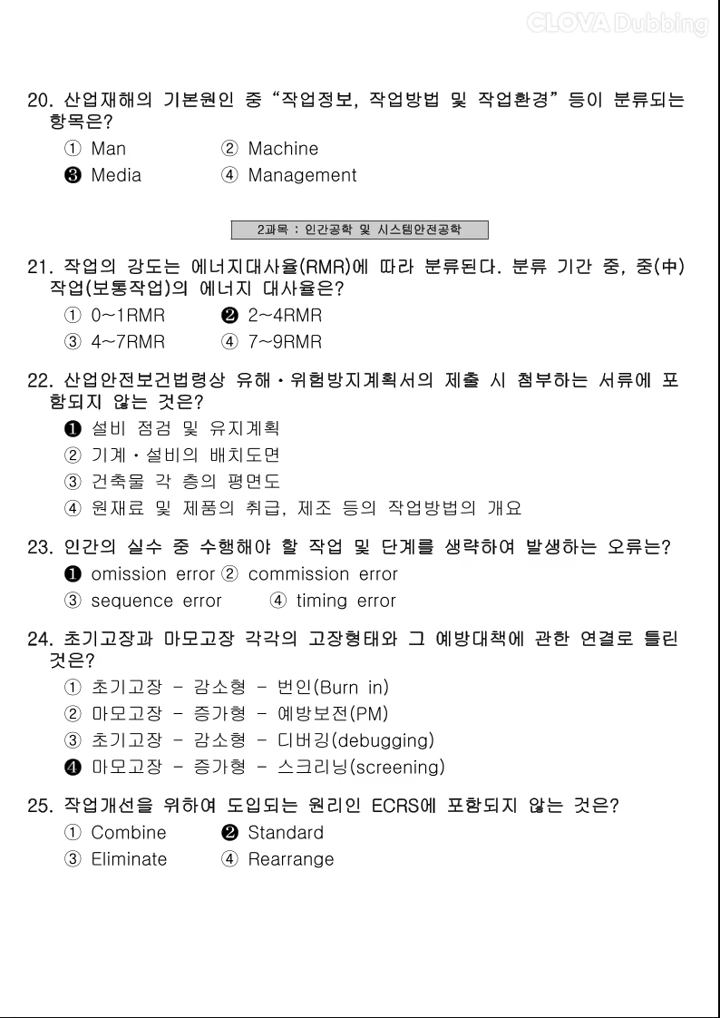 CLOVA Dubbing
20. 산업재해의 기본원인 중 “작업정보, 작업방법 및 작업환경” 등이 분류되는
항목은?
① Man ② Machine
❸ Media ④ Management
2과목 : 인간공학 및 시스템안전공학
21. 작업의 강도는 에너지대사율(RMR)에 따라 분류된다. 분류 기간 중, 중(中)
작업(보통작업)의 에너지 대사율은?
① 0~1RMR ❷ 2~4RMR
③ 4~7RMR ④ 7~9RMR
22. 산업안전보건법령상 유해·위험방지계획서의 제출 시 첨부하는 서류에 포
함되지 않는 것은?
❶ 설비 점검 및 유지계획
② 기계·설비의 배치도면
③ 건축물 각 층의 평면도
④ 원재료 및 제품의 취급, 제조 등의 작업방법의 개요
23. 인간의 실수 중 수행해야 할 작업 및 단계를 생략하여 발생하는 오류는?
❶ omission error ② commission error
③ sequence error ④ timing error
24. 초기고장과 마모고장 각각의 고장형태와 그 예방대책에 관한 연결로 틀린
것은?
① 초기고장 - 감소형 - 번인(Burn in)
② 마모고장 - 증가형 - 예방보전(PM)
③ 초기고장 - 감소형 - 디버깅(debugging)
❹ 마모고장 - 증가형 - 스크리닝(screening)
25. 작업개선을 위하여 도입되는 원리인 ECRS에 포함되지 않는 것은?
① Combine ❷ Standard
③ Eliminate ④ Rearrange